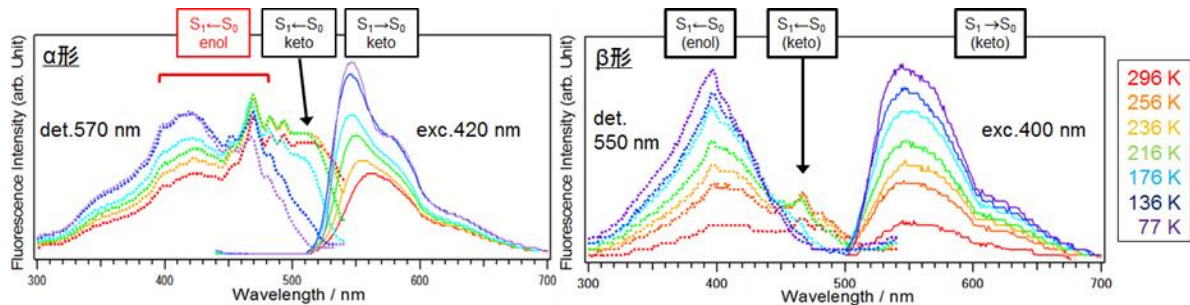 S₁←S₀
enol
S₁←S₀
keto
S₁→S₀
keto
α形
det.570 nm
exc.420 nm
Fluorescence Intensity (arb. Unit)
300 400 500 600 700
Wavelength / nm
S₁←S₀
(enol)
S₁←S₀
(keto)
S₁→S₀
(keto)
β形
det.
550 nm
exc.400 nm
Fluorescence Intensity (arb. Unit)
300 400 500 600 700
Wavelength / nm
296 K
256 K
236 K
216 K
176 K
136 K
77 K